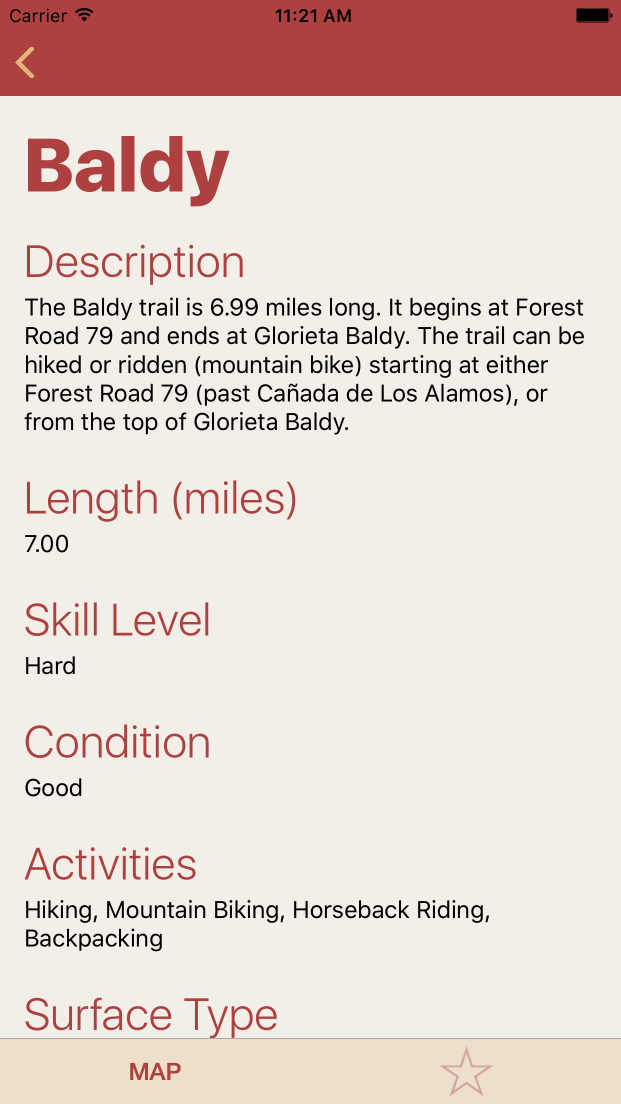 Carrier 11:21 AM
Baldy
Description
The Baldy trail is 6.99 miles long. It begins at Forest
Road 79 and ends at Glorieta Baldy. The trail can be
hiked or ridden (mountain bike) starting at either
Forest Road 79 (past Cañada de Los Alamos), or
from the top of Glorieta Baldy.
Length (miles)
7.00
Skill Level
Hard
Condition
Good
Activities
Hiking, Mountain Biking, Horseback Riding,
Backpacking
Surface Type
MAP